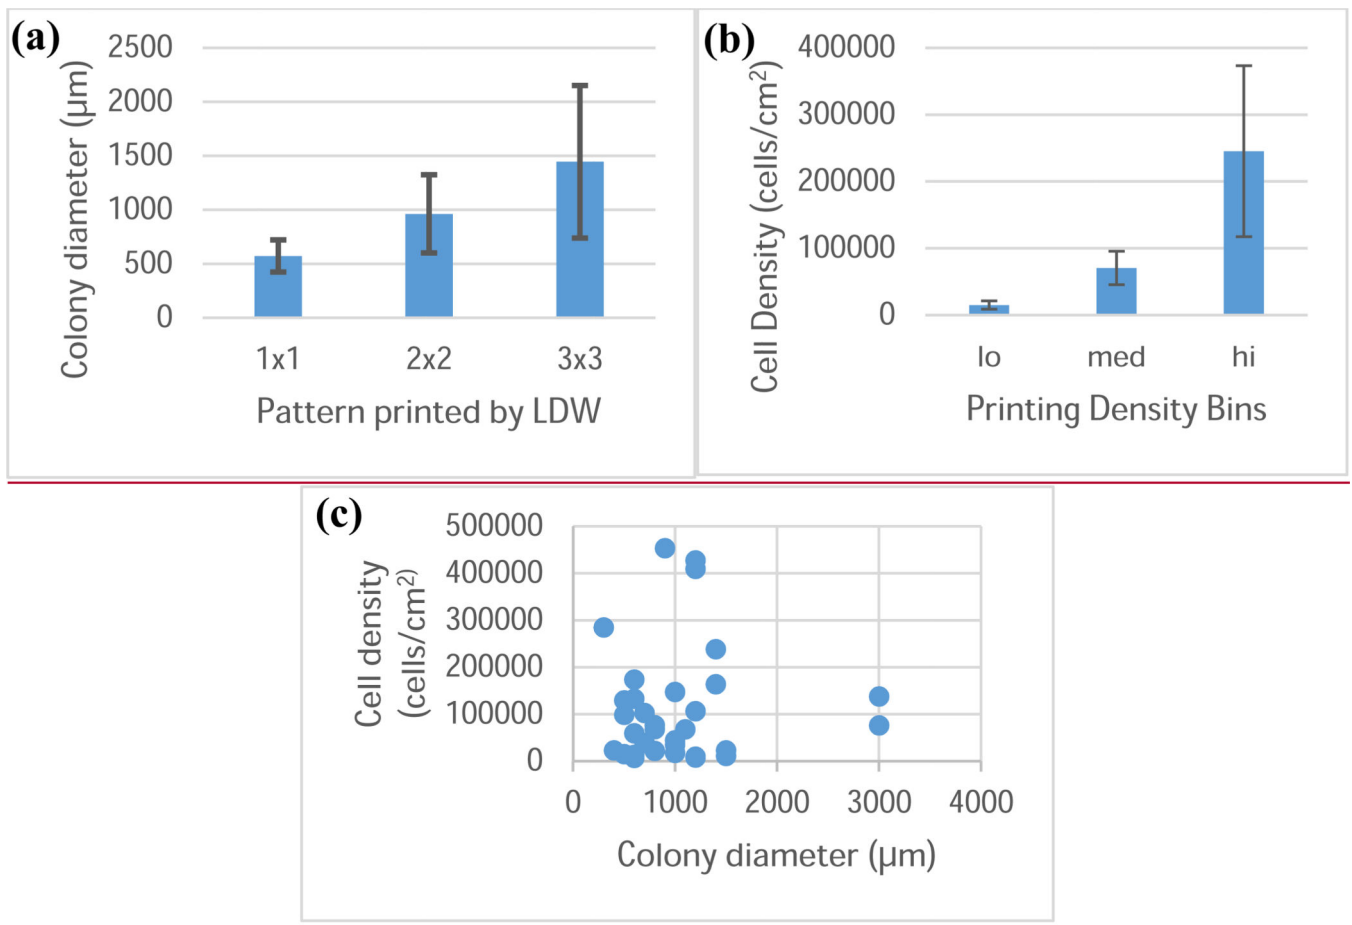 (a)
2500
2000
1500
1000
500
0
Colony diameter (µm)
1x1 2x2 3x3
Pattern printed by LDW
(b)
400000
300000
200000
100000
0
Cell Density (cells/cm²)
lo med hi
Printing Density Bins
(c)
500000
400000
300000
200000
100000
0
Cell density
(cells/cm²)
0 1000 2000 3000 4000
Colony diameter (µm)